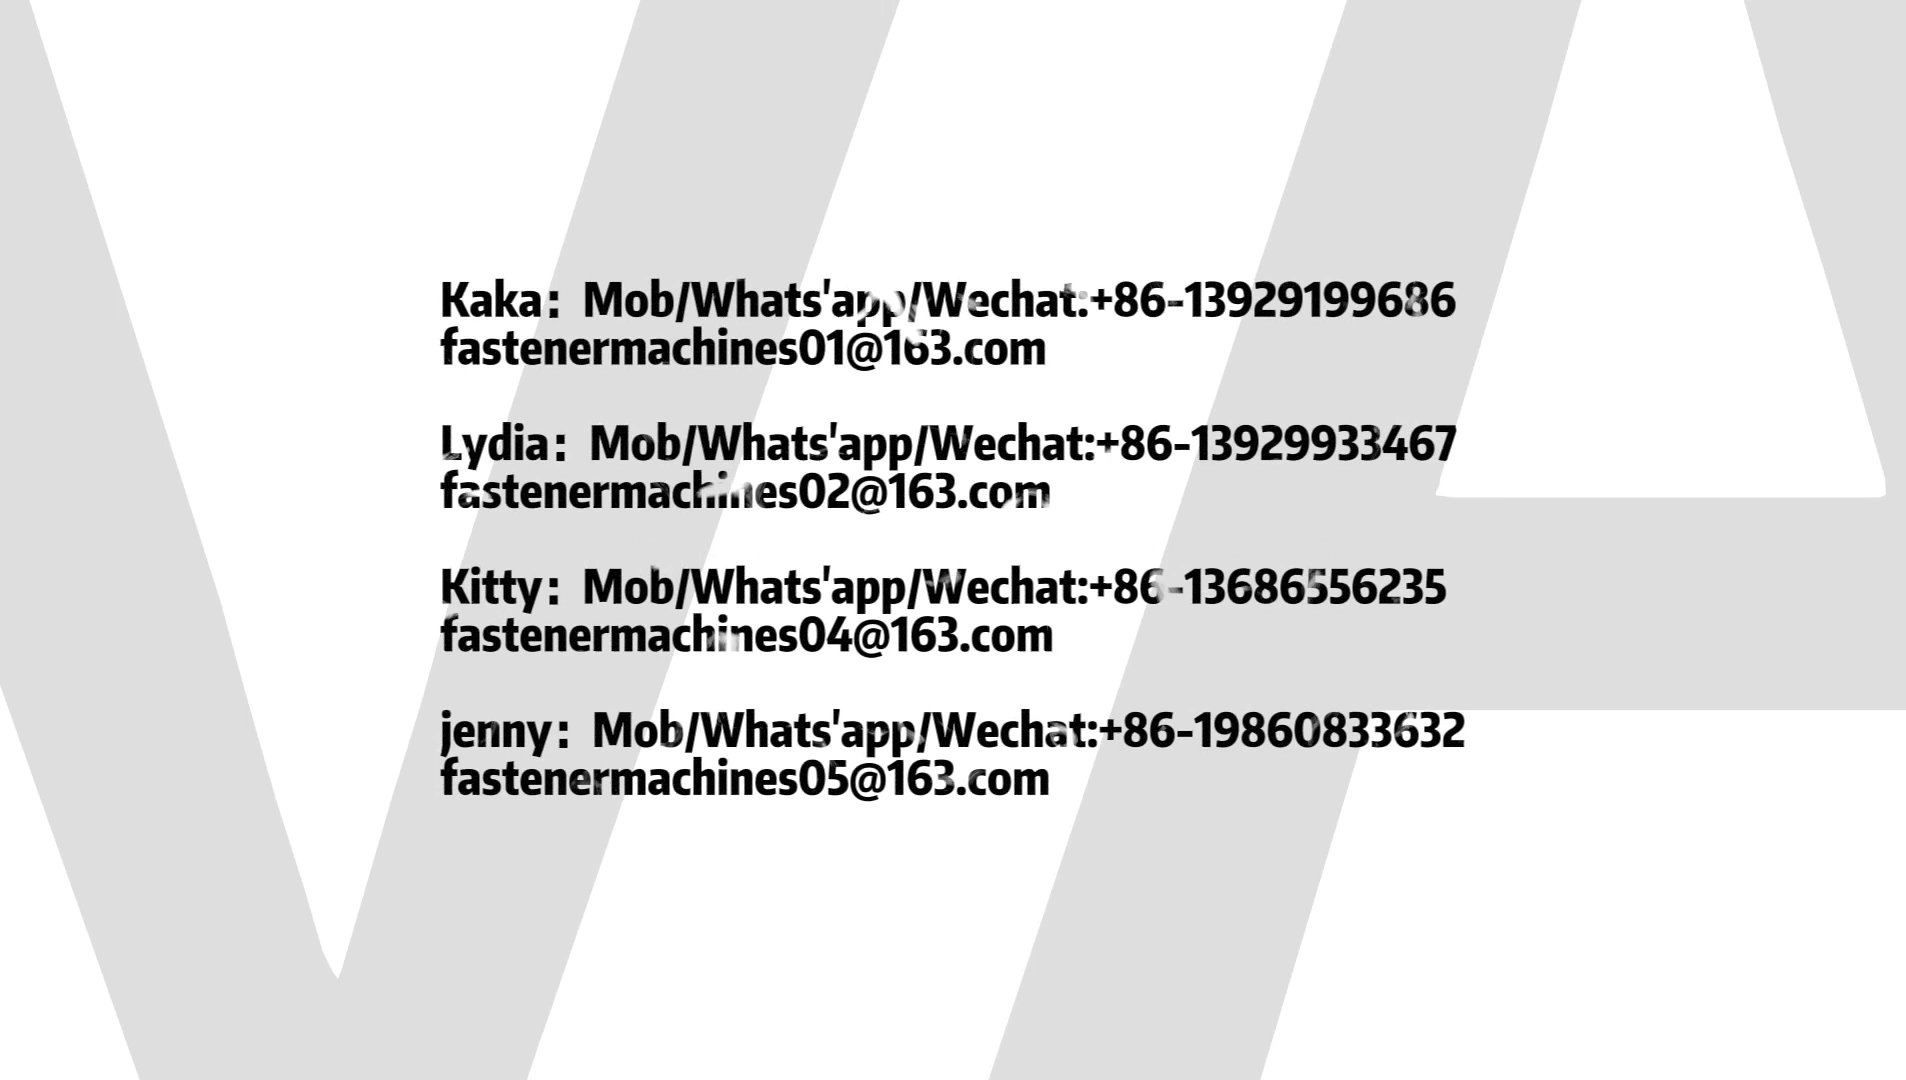 Kaka：Mob/Whats'app/Wechat:+86-13929199686
fastenermachines01@163.com
Lydia：Mob/Whats'app/Wechat:+86-13929933467
fastenermachines02@163.com
Kitty：Mob/Whats'app/Wechat:+86-13686556235
fastenermachines04@163.com
jenny：Mob/Whats'app/Wechat:+86-19860833632
fastenermachines05@163.com